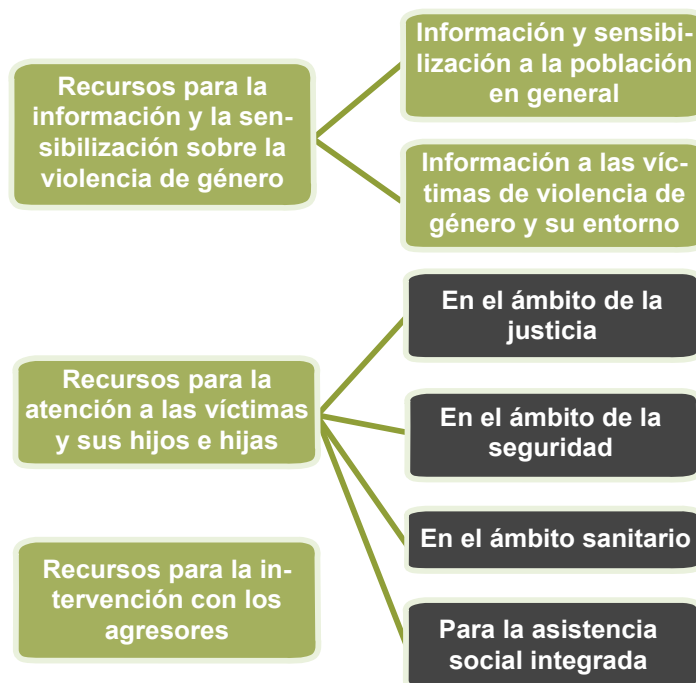 Recursos para la
información y la sen-
sibilización sobre la
violencia de género
Información y sensibi-
lización a la población
en general
Información a las víc-
timas de violencia de
género y su entorno
Recursos para la
atención a las víctimas
y sus hijos e hijas
En el ámbito de la
justicia
En el ámbito de la
seguridad
En el ámbito sanitario
Para la asistencia
social integrada
Recursos para la in-
tervención con los
agresores